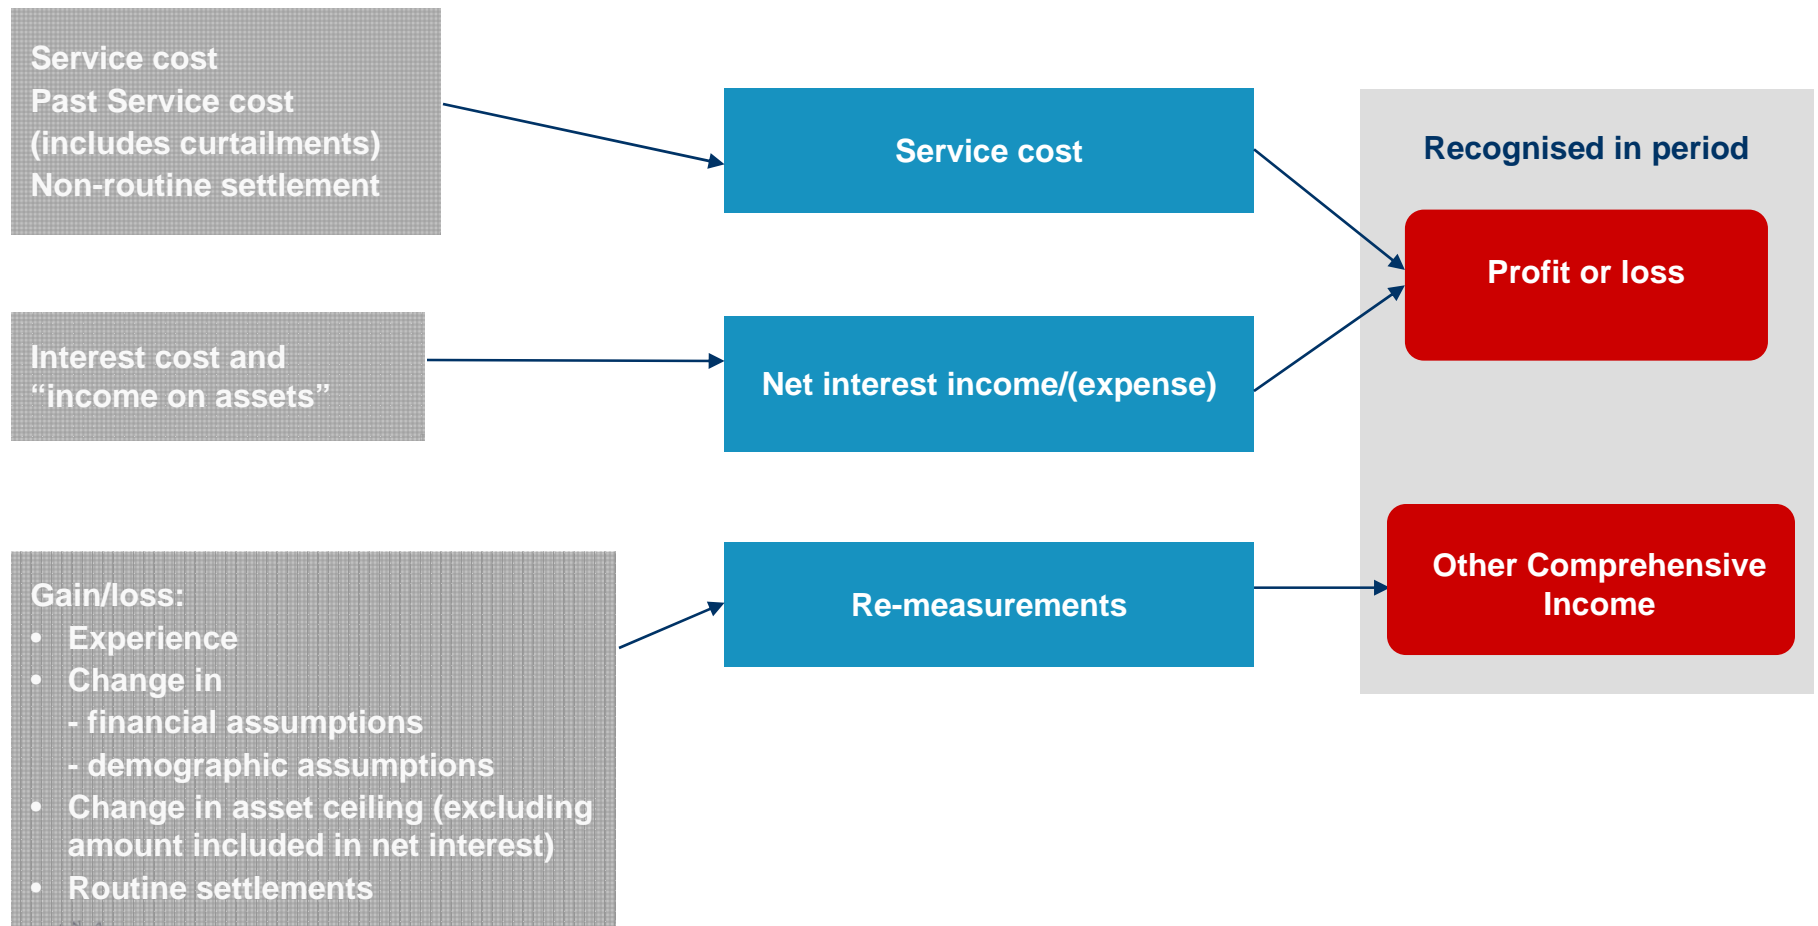 Service cost
Past Service cost
(includes curtailments)
Non-routine settlement
Service cost
Recognised in period
Profit or loss
Interest cost and
“income on assets”
Net interest income/(expense)
Gain/loss:
• Experience
• Change in
- financial assumptions
- demographic assumptions
• Change in asset ceiling (excluding
amount included in net interest)
• Routine settlements
Re-measurements
Other Comprehensive
Income